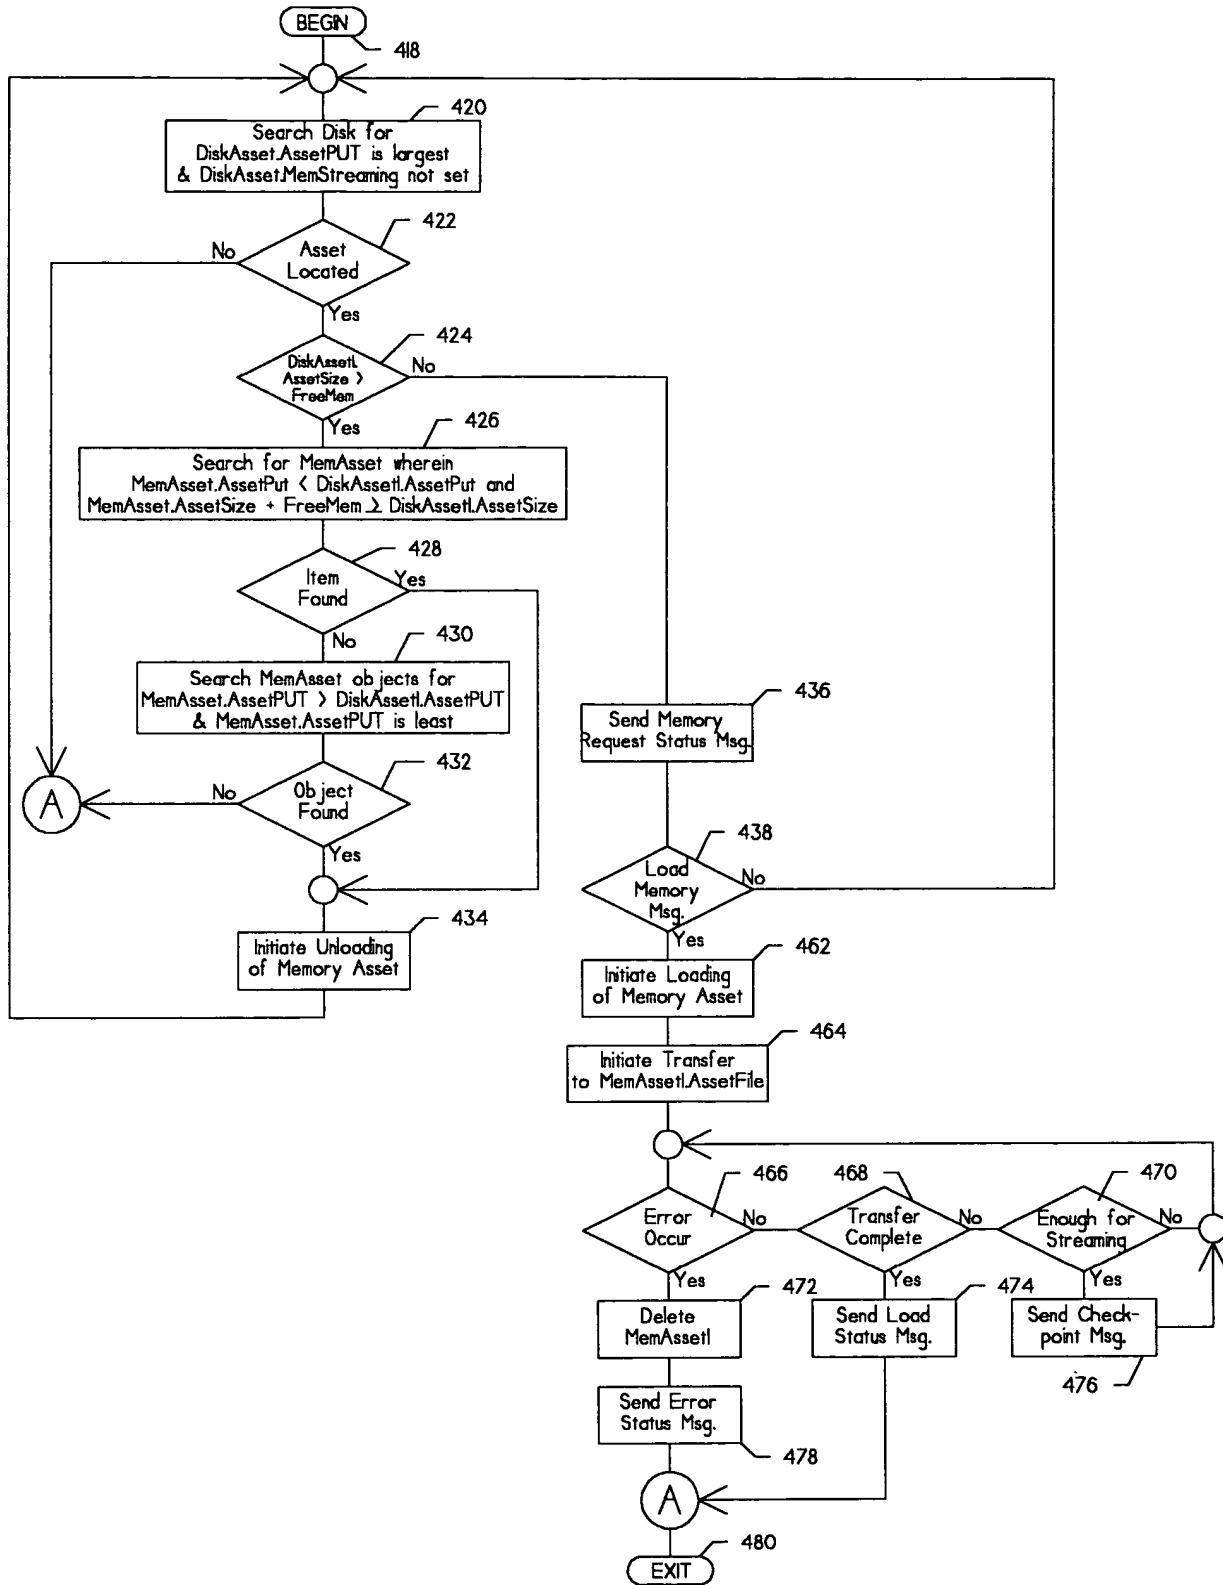 BEGIN
418
420
Search Disk for
DiskAsset.AssetPUT is largest
& DiskAsset.MemStreaming not set
422
No
Asset
Located
Yes
424
DiskAsset1.
AssetSize >
FreeMem
No
Yes
426
Search for MemAsset wherein
MemAsset.AssetPut < DiskAsset1.AssetPut and
MemAsset.AssetSize + FreeMem ≥ DiskAsset1.AssetSize
428
Item
Found
Yes
No
430
Search MemAsset objects for
MemAsset.AssetPUT > DiskAsset1.AssetPUT
& MemAsset.AssetPUT is least
436
Send Memory
Request Status Msg.
432
A
No
Object
Found
Yes
438
Load
Memory
Msg.
No
Yes
434
Initiate Unloading
of Memory Asset
462
Initiate Loading
of Memory Asset
464
Initiate Transfer
to MemAsset1.AssetFile
466
468
470
Error
Occur
No
Transfer
Complete
No
Enough for
Streaming
No
Yes
Yes
Yes
472
Delete
MemAsset1
474
Send Load
Status Msg.
Send Check-
point Msg.
476
Send Error
Status Msg.
478
A
480
EXIT